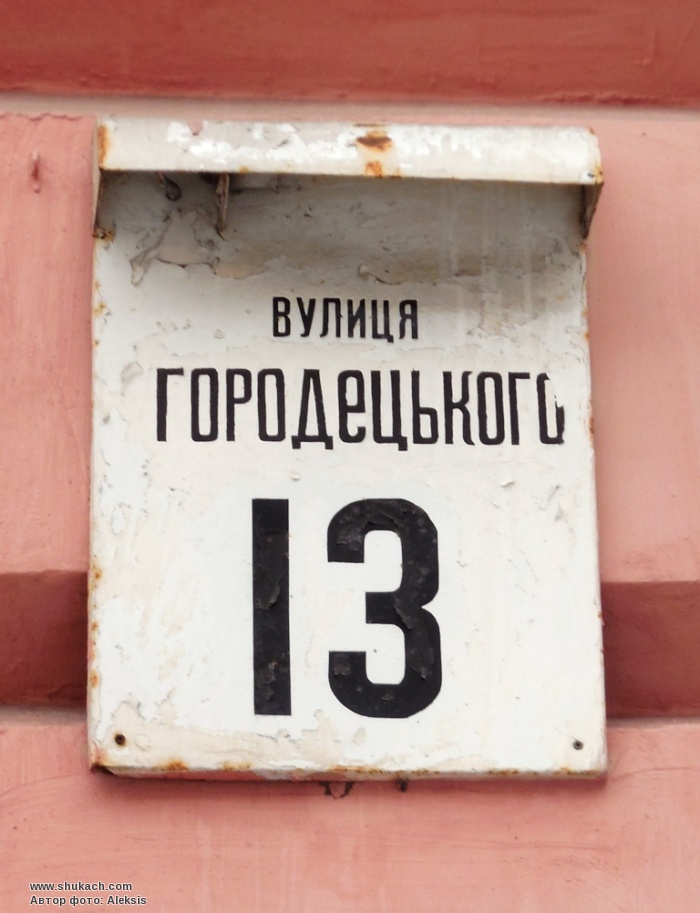 вулиця
Городецького
13
www.shukach.com
Автор фото: Aleksis